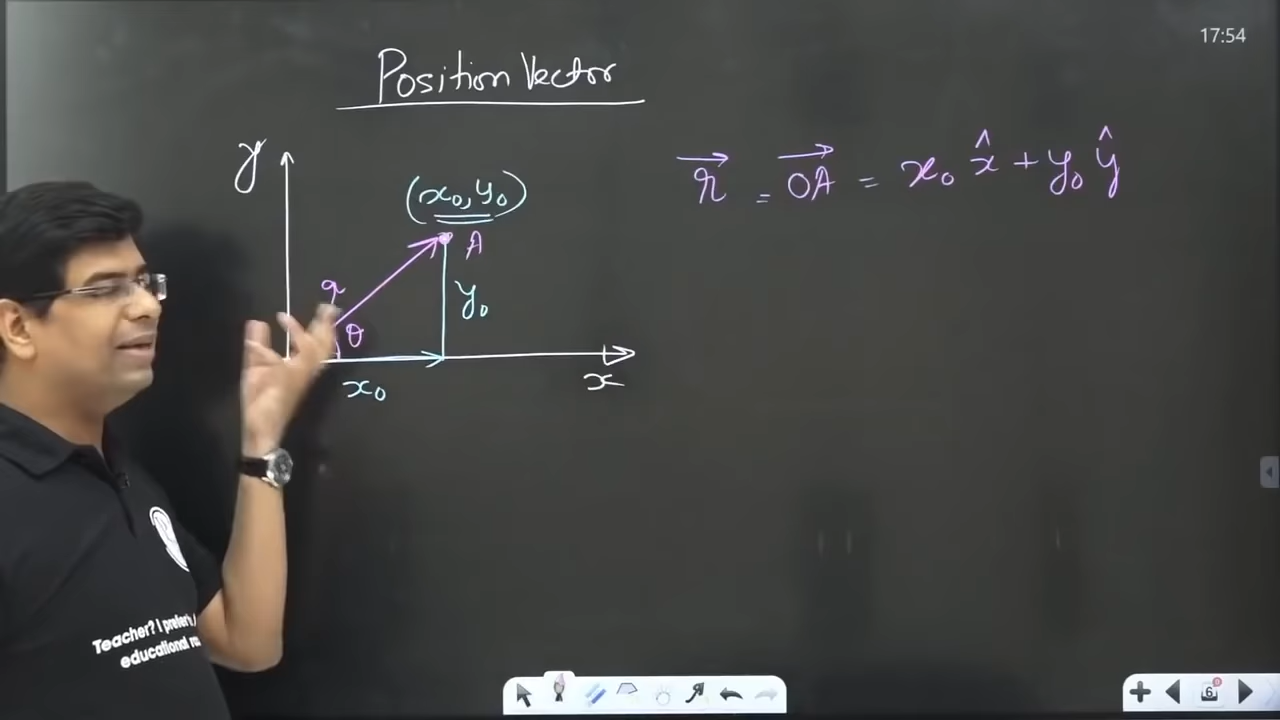 17:54
Position Vector
y
(x₀, y₀)
A
r
θ
y₀
x₀
x
r⃗ = OA⃗ = x₀ x̂ + y₀ ŷ
Teacher? I prefer
educational
6